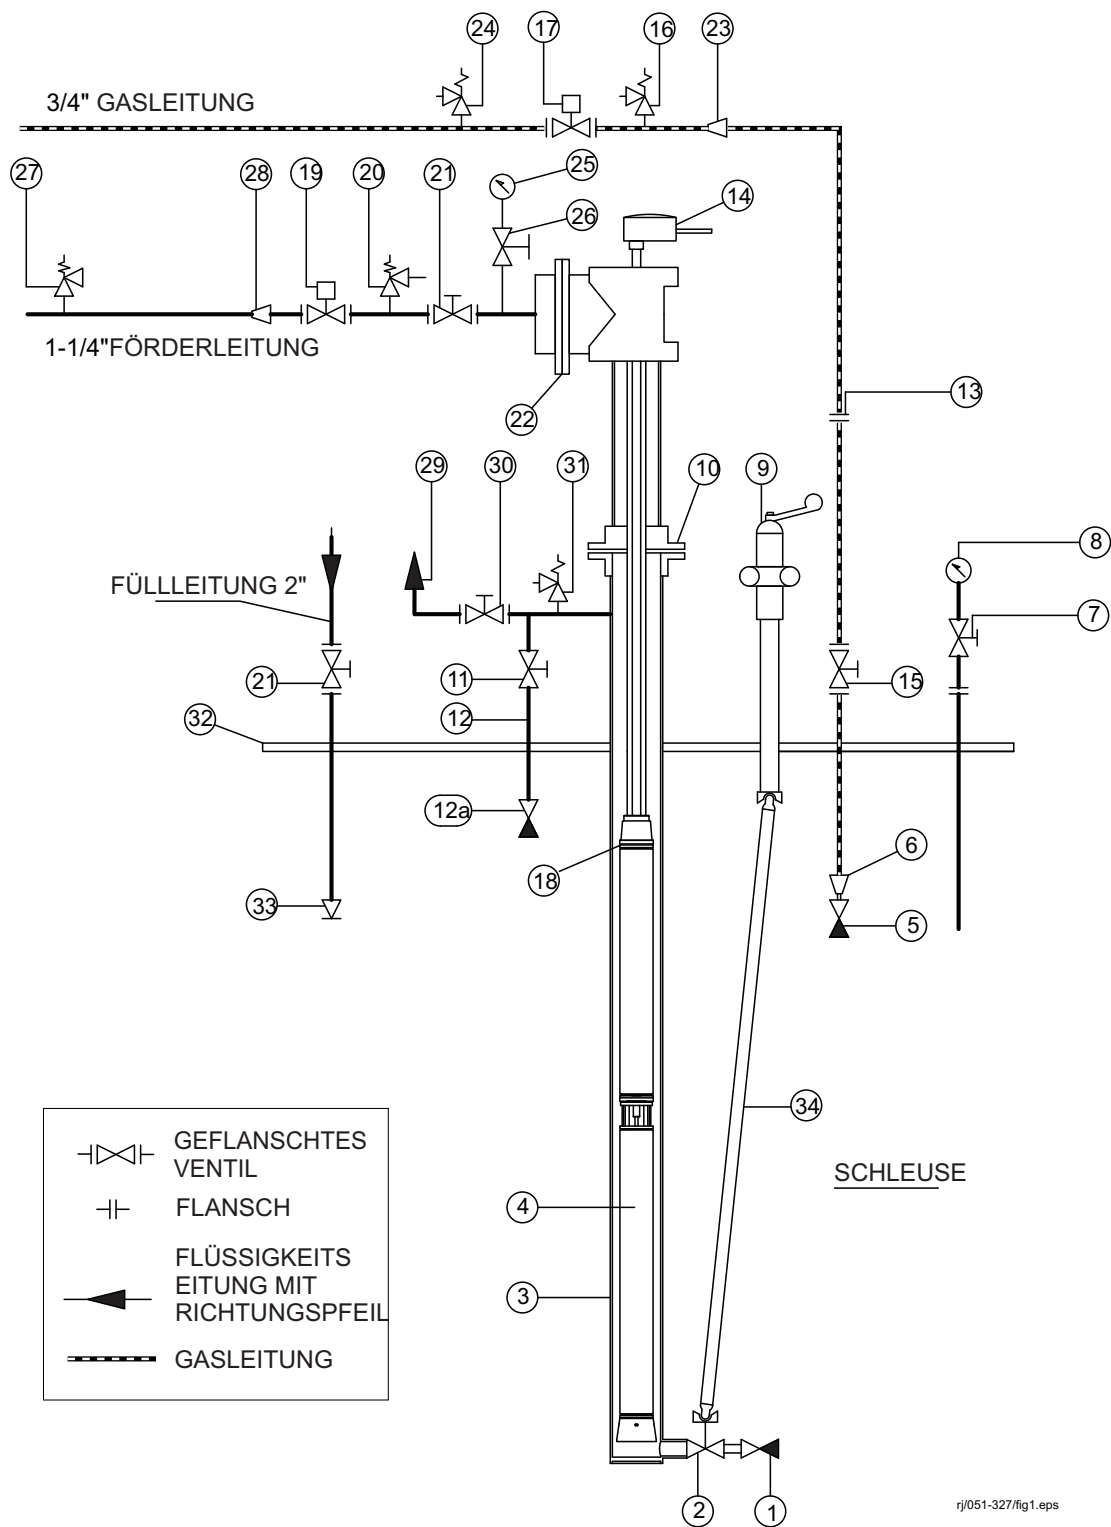 24
17
16
23
3/4" GASLEITUNG
27
28
19
20
21
25
14
26
1-1/4"FÖRDERLEITUNG
22
13
29
30
31
10
9
8
FÜLLLEITUNG 2"
7
21
11
15
32
12
12a
6
18
33
5
34
GEFLANSCHTES
VENTIL
SCHLEUSE
FLANSCH
4
FLÜSSIGKEITS
EITUNG MIT
RICHTUNGSPFEIL
3
GASLEITUNG
2
1
rj/051-327/fig1.eps